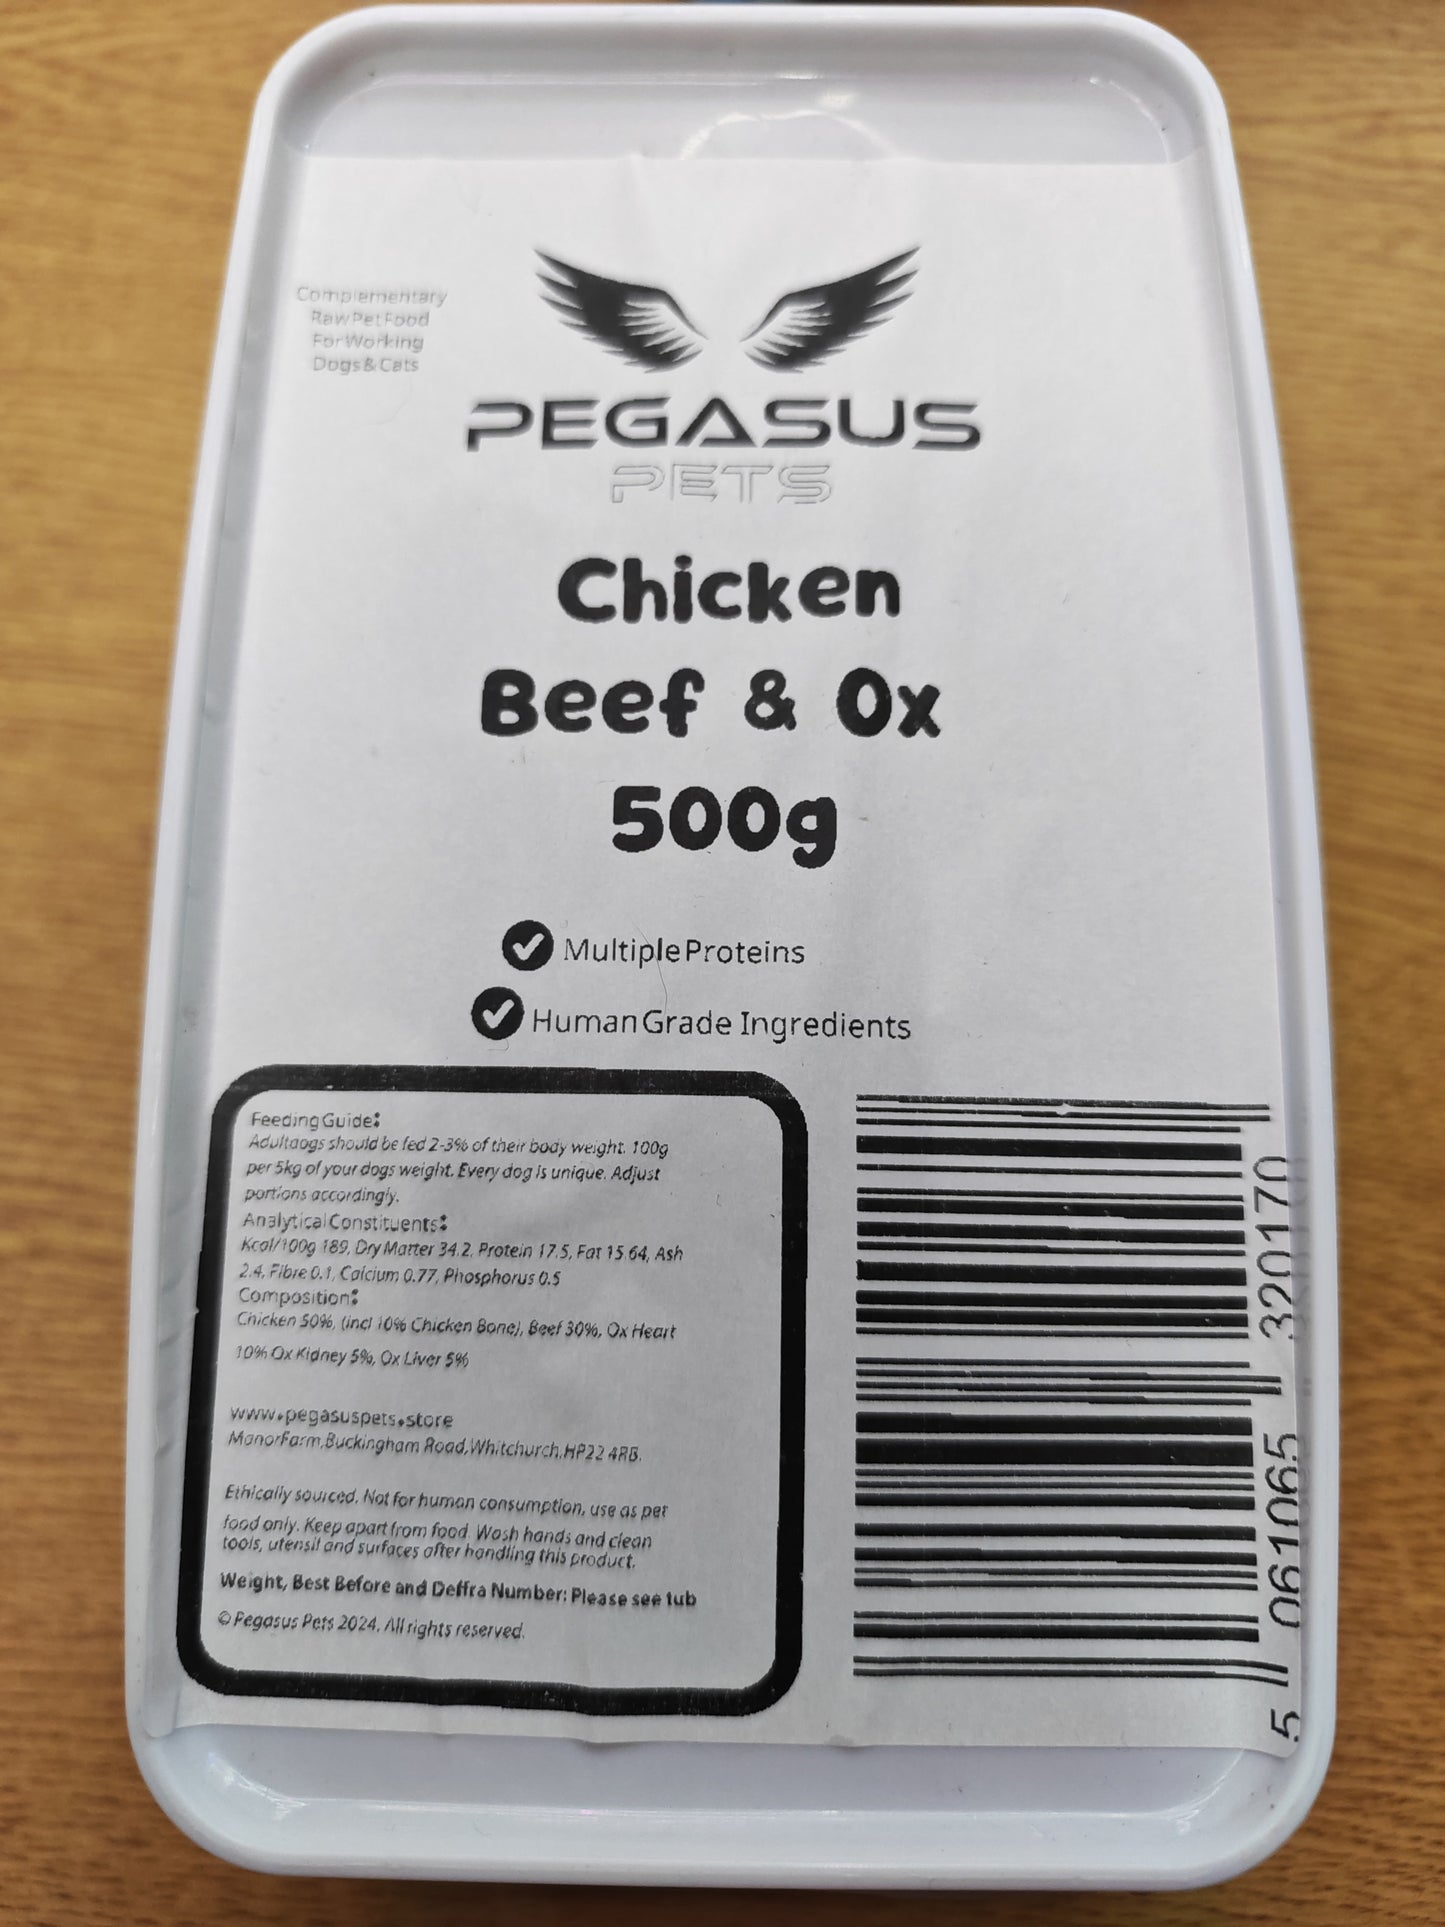 Complementary
Raw Pet Food
For Working
Dogs & Cats
PEGASUS
PETS
Chicken
Beef & Ox
500g
Multiple Proteins
Human Grade Ingredients
Feeding Guide:
Adult dogs should be fed 2-3% of their body weight. 100g
per 5kg of your dogs weight. Every dog is unique. Adjust
portions accordingly.
Analytical Constituents:
Kcal/100g 189, Dry Matter 34.2, Protein 17.5, Fat 15.64, Ash
2.4, Fibre 0.1, Calcium 0.77, Phosphorus 0.5
Composition:
Chicken 50%, (incl 10% Chicken Bone), Beef 30%, Ox Heart
10% Ox Kidney 5%, Ox Liver 5%
www.pegasuspets.store
Manor Farm, Buckingham Road, Whitchurch, HP22 4RB.
Ethically sourced. Not for human consumption, use as pet
food only. Keep apart from food. Wash hands and clean
tools, utensil and surfaces after handling this product.
Weight, Best Before and Deffra Number: Please see tub
© Pegasus Pets 2024. All rights reserved.
5 061065 320170